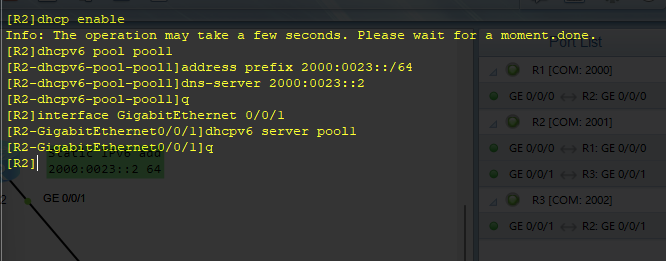 [R2]dhcp enable
Info: The operation may take a few seconds. Please wait for a moment.done.
[R2]dhcpv6 pool pool1
[R2-dhcpv6-pool-pool1]address prefix 2000:0023::/64
[R2-dhcpv6-pool-pool1]dns-server 2000:0023::2
[R2-dhcpv6-pool-pool1]q
[R2]interface GigabitEthernet 0/0/1
[R2-GigabitEthernet0/0/1]dhcpv6 server pool1
[R2-GigabitEthernet0/0/1]q
[R2]
Static IPv6 add
2000:0023::2 64
2
GE 0/0/1
Port List
R1 [COM: 2000]
GE 0/0/0 ↔ R2: GE 0/0/0
R2 [COM: 2001]
GE 0/0/0 ↔ R1: GE 0/0/0
GE 0/0/1 ↔ R3: GE 0/0/1
R3 [COM: 2002]
GE 0/0/1 ↔ R2: GE 0/0/1